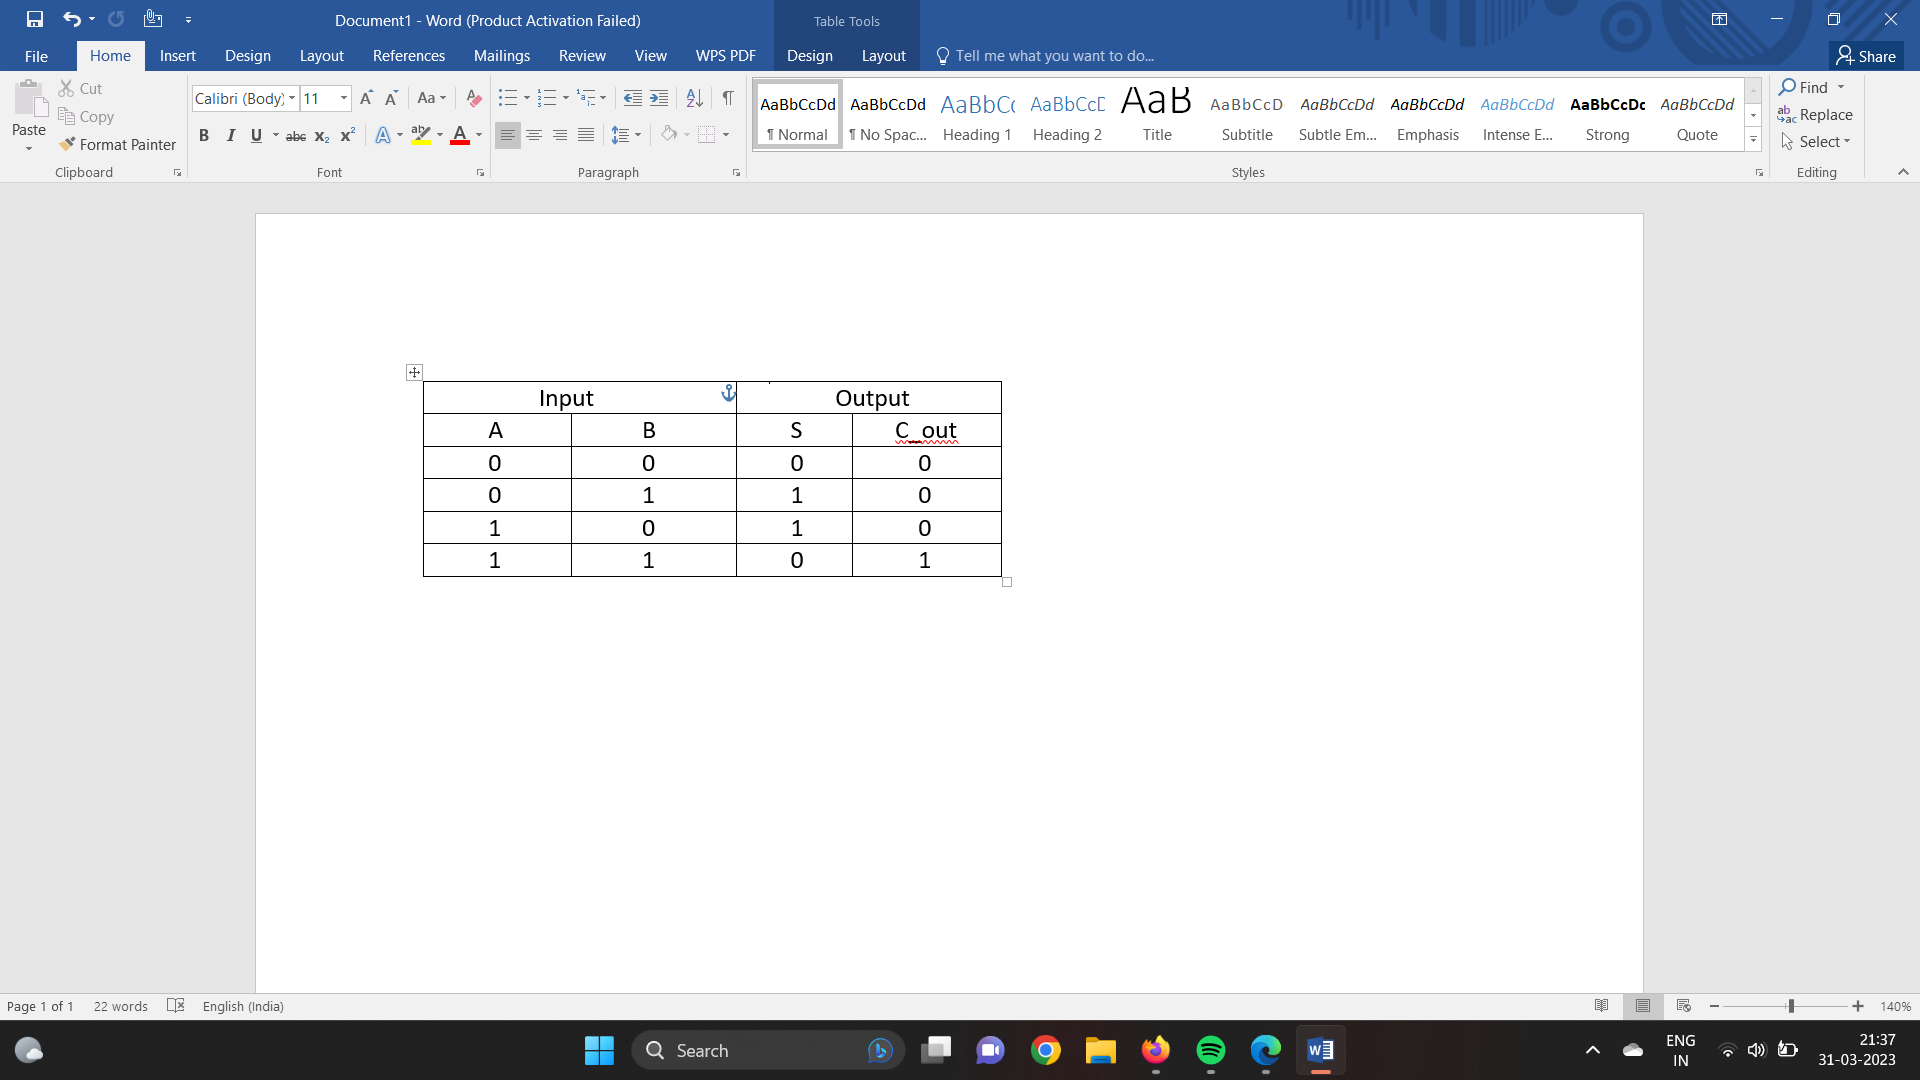 Document1 - Word (Product Activation Failed)
Table Tools
File Home Insert Design Layout References Mailings Review View WPS PDF Design Layout Tell me what you want to do... Share
Paste
Cut
Copy
Format Painter
Clipboard
Calibri (Body) 11 Aa
B I U abc X₂ X² A ab A
Font
Paragraph
AaBbCcDd AaBbCcDd AaBbCc AaBbCcD AaB AaBbCcD AaBbCcDd AaBbCcDd AaBbCcDd AaBbCcDc AaBbCcDd
¶ Normal ¶ No Spac... Heading 1 Heading 2 Title Subtitle Subtle Em... Emphasis Intense E... Strong Quote
Styles
Find
Replace
Select
Editing
Input Output
A B S C_out
0 0 0 0
0 1 1 0
1 0 1 0
1 1 0 1
Page 1 of 1 22 words English (India) 140%
Search
ENG
IN
21:37
31-03-2023